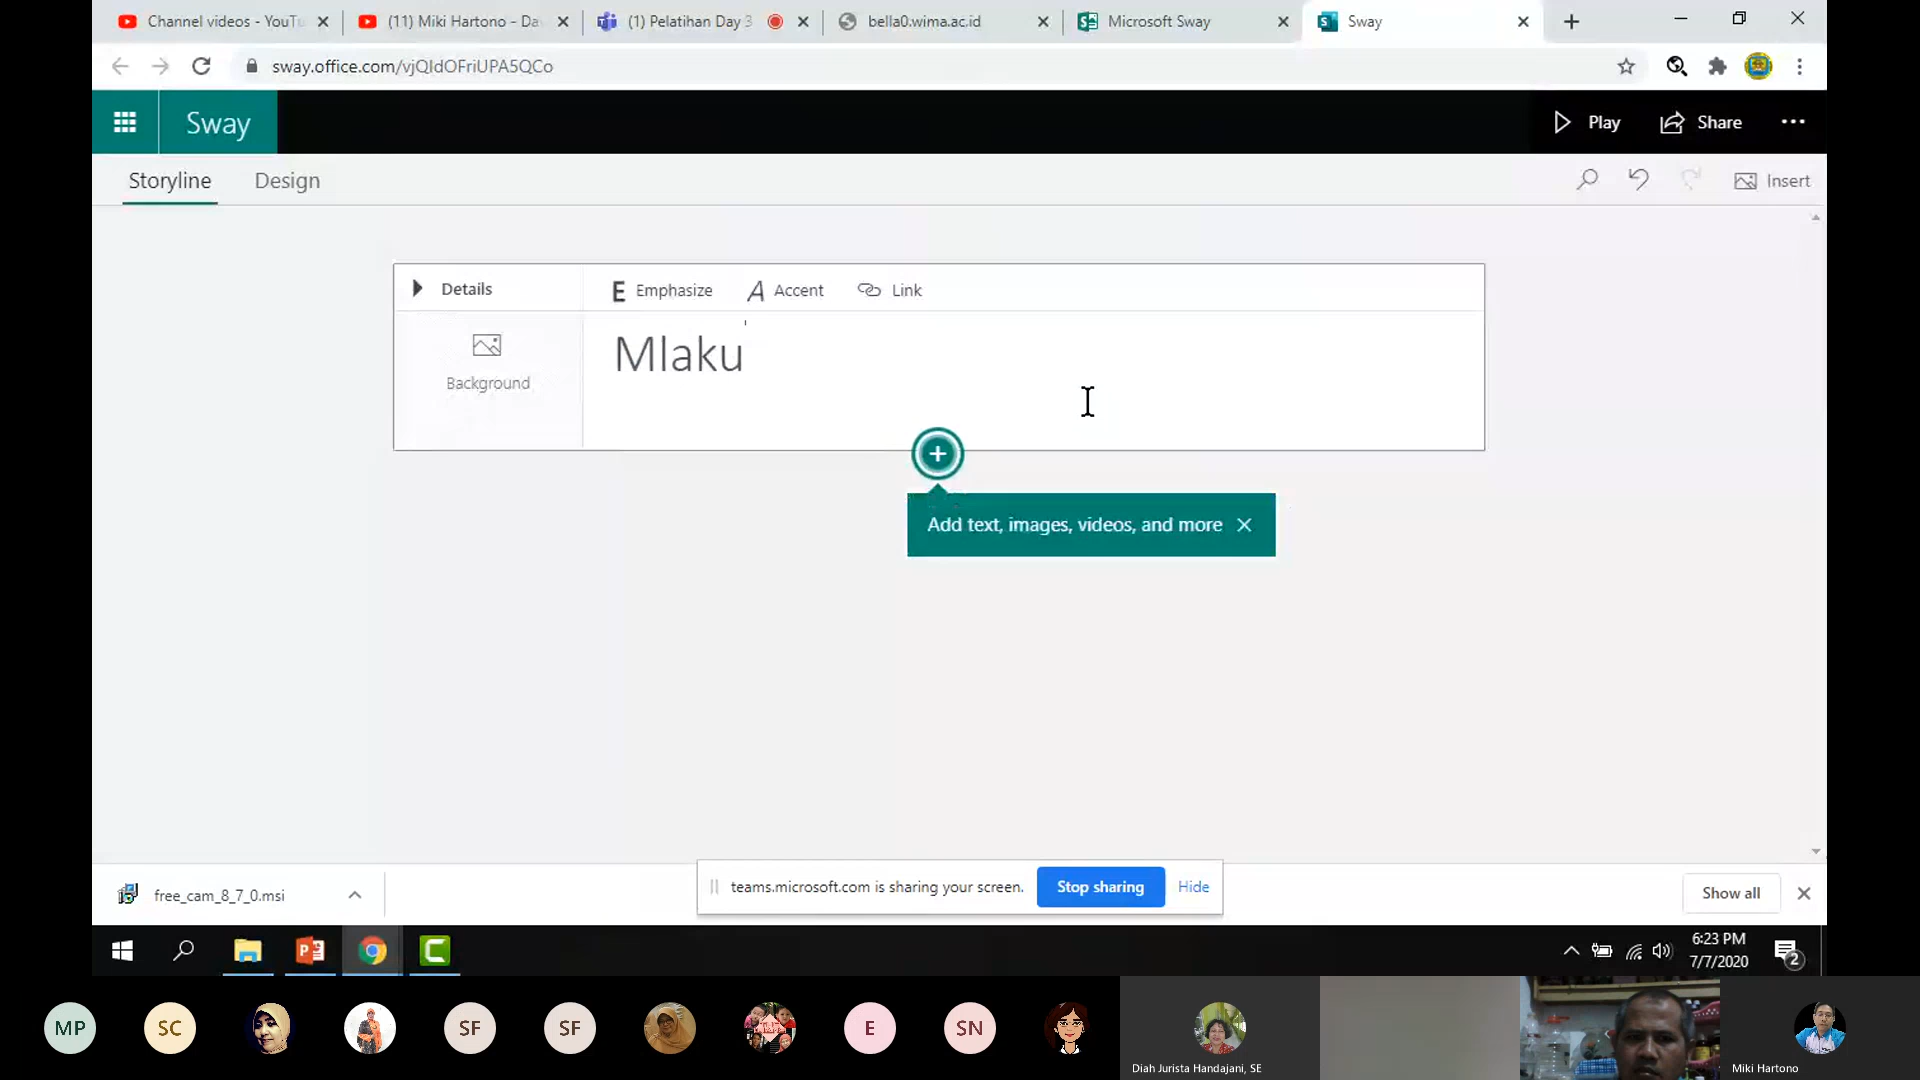 Channel videos - YouTu
(11) Miki Hartono - Da
(1) Pelatihan Day 3
bella0.wima.ac.id
Microsoft Sway
Sway
sway.office.com/vjQIdOFriUPA5QCo
Sway
Play
Share
Storyline
Design
Insert
Details
E Emphasize
A Accent
Link
Background
Mlaku
Add text, images, videos, and more
free_cam_8_7_0.msi
teams.microsoft.com is sharing your screen.
Stop sharing
Hide
Show all
6:23 PM
7/7/2020
2
MP
SC
SF
SF
E
SN
Diah Jurista Handajani, SE
Miki Hartono